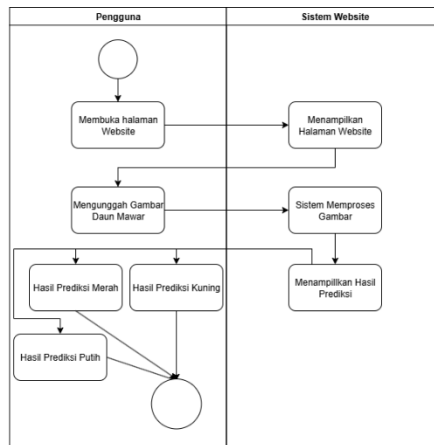 Pengguna
Sistem Website
Membuka halaman
Website
Menampilkan
Halaman Website
Mengunggah Gambar
Daun Mawar
Sistem Memproses
Gambar
Menampillkan Hasil
Prediksi
Hasil Prediksi Merah
Hasil Prediksi Kuning
Hasil Prediksi Putih